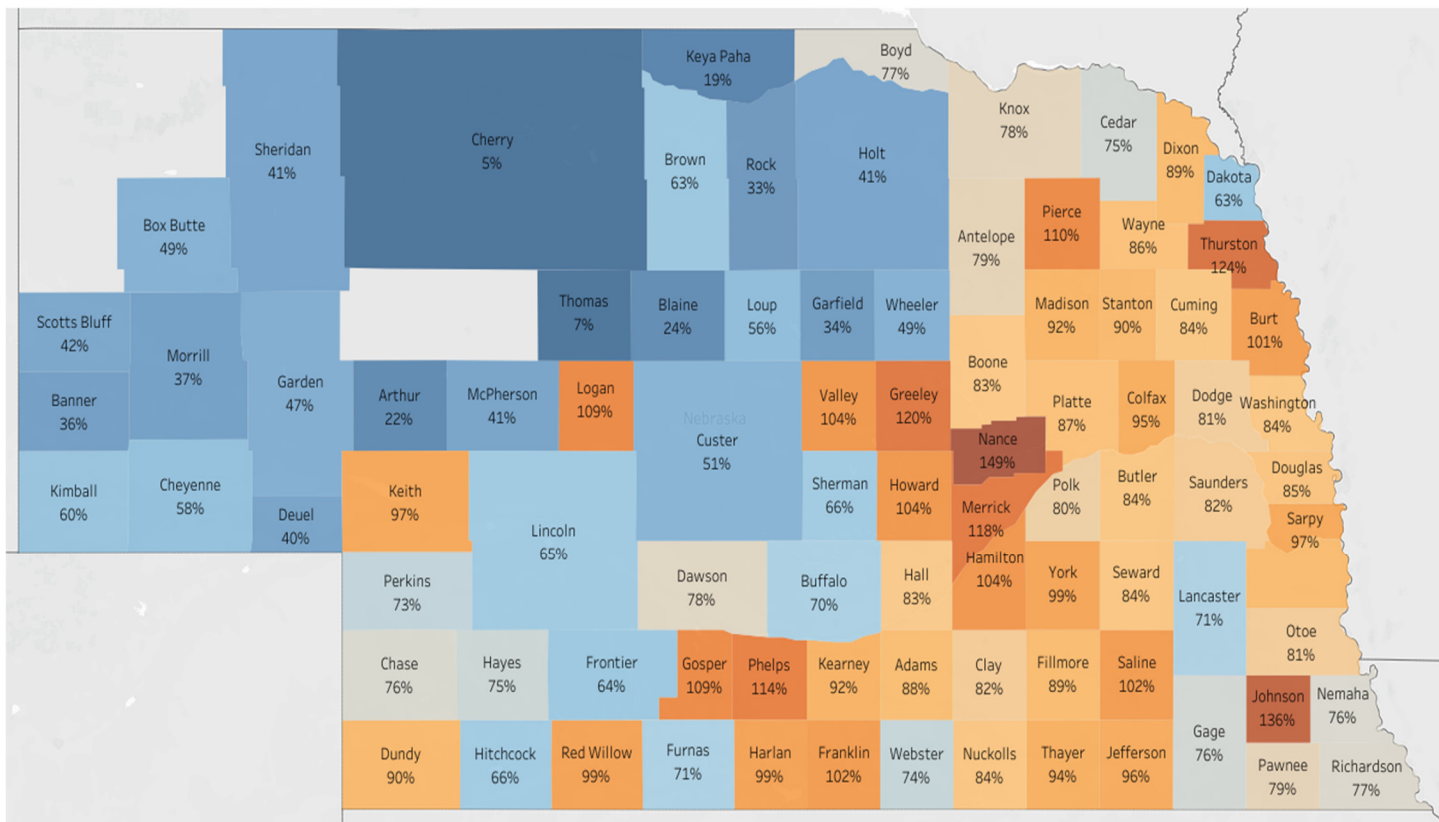 Keya Paha
19%
Boyd
77%
Cherry
5%
Sheridan
41%
Brown
63%
Rock
33%
Holt
41%
Knox
78%
Cedar
75%
Dixon
89%
Dakota
63%
Box Butte
49%
Antelope
79%
Pierce
110%
Wayne
86%
Thurston
124%
Scotts Bluff
42%
Morrill
37%
Garden
47%
Thomas
7%
Blaine
24%
Loup
56%
Garfield
34%
Wheeler
49%
Madison
92%
Stanton
90%
Cuming
84%
Burt
101%
Banner
36%
Arthur
22%
McPherson
41%
Logan
109%
Nebraska
Custer
51%
Valley
104%
Greeley
120%
Boone
83%
Nance
149%
Platte
87%
Colfax
95%
Dodge
81%
Washington
84%
Kimball
60%
Cheyenne
58%
Deuel
40%
Keith
97%
Lincoln
65%
Sherman
66%
Howard
104%
Merrick
118%
Polk
80%
Butler
84%
Saunders
82%
Douglas
85%
Sarpy
97%
Perkins
73%
Dawson
78%
Buffalo
70%
Hall
83%
Hamilton
104%
York
99%
Seward
84%
Lancaster
71%
Otoe
81%
Chase
76%
Hayes
75%
Frontier
64%
Gosper
109%
Phelps
114%
Kearney
92%
Adams
88%
Clay
82%
Fillmore
89%
Saline
102%
Gage
76%
Johnson
136%
Nemaha
76%
Dundy
90%
Hitchcock
66%
Red Willow
99%
Furnas
71%
Harlan
99%
Franklin
102%
Webster
74%
Nuckolls
84%
Thayer
94%
Jefferson
96%
Pawnee
79%
Richardson
77%